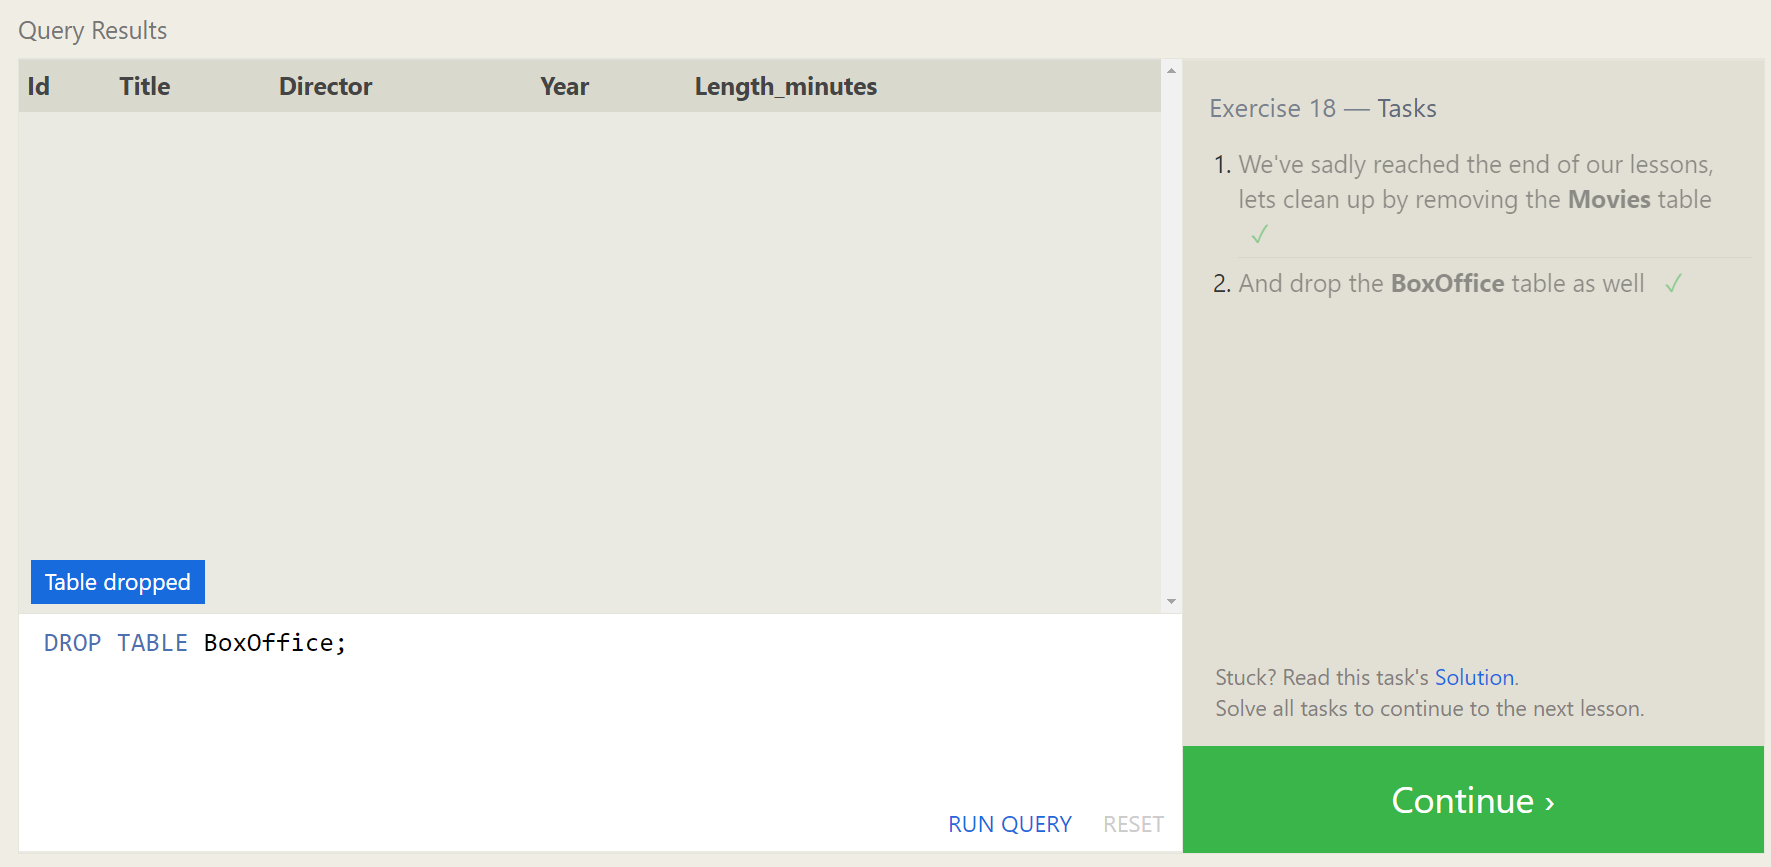 Query Results
Id Title Director Year Length_minutes
Table dropped
DROP TABLE BoxOffice;
RUN QUERY RESET
Exercise 18 — Tasks
1. We've sadly reached the end of our lessons,
lets clean up by removing the Movies table
✓
2. And drop the BoxOffice table as well ✓
Stuck? Read this task's Solution.
Solve all tasks to continue to the next lesson.
Continue ›